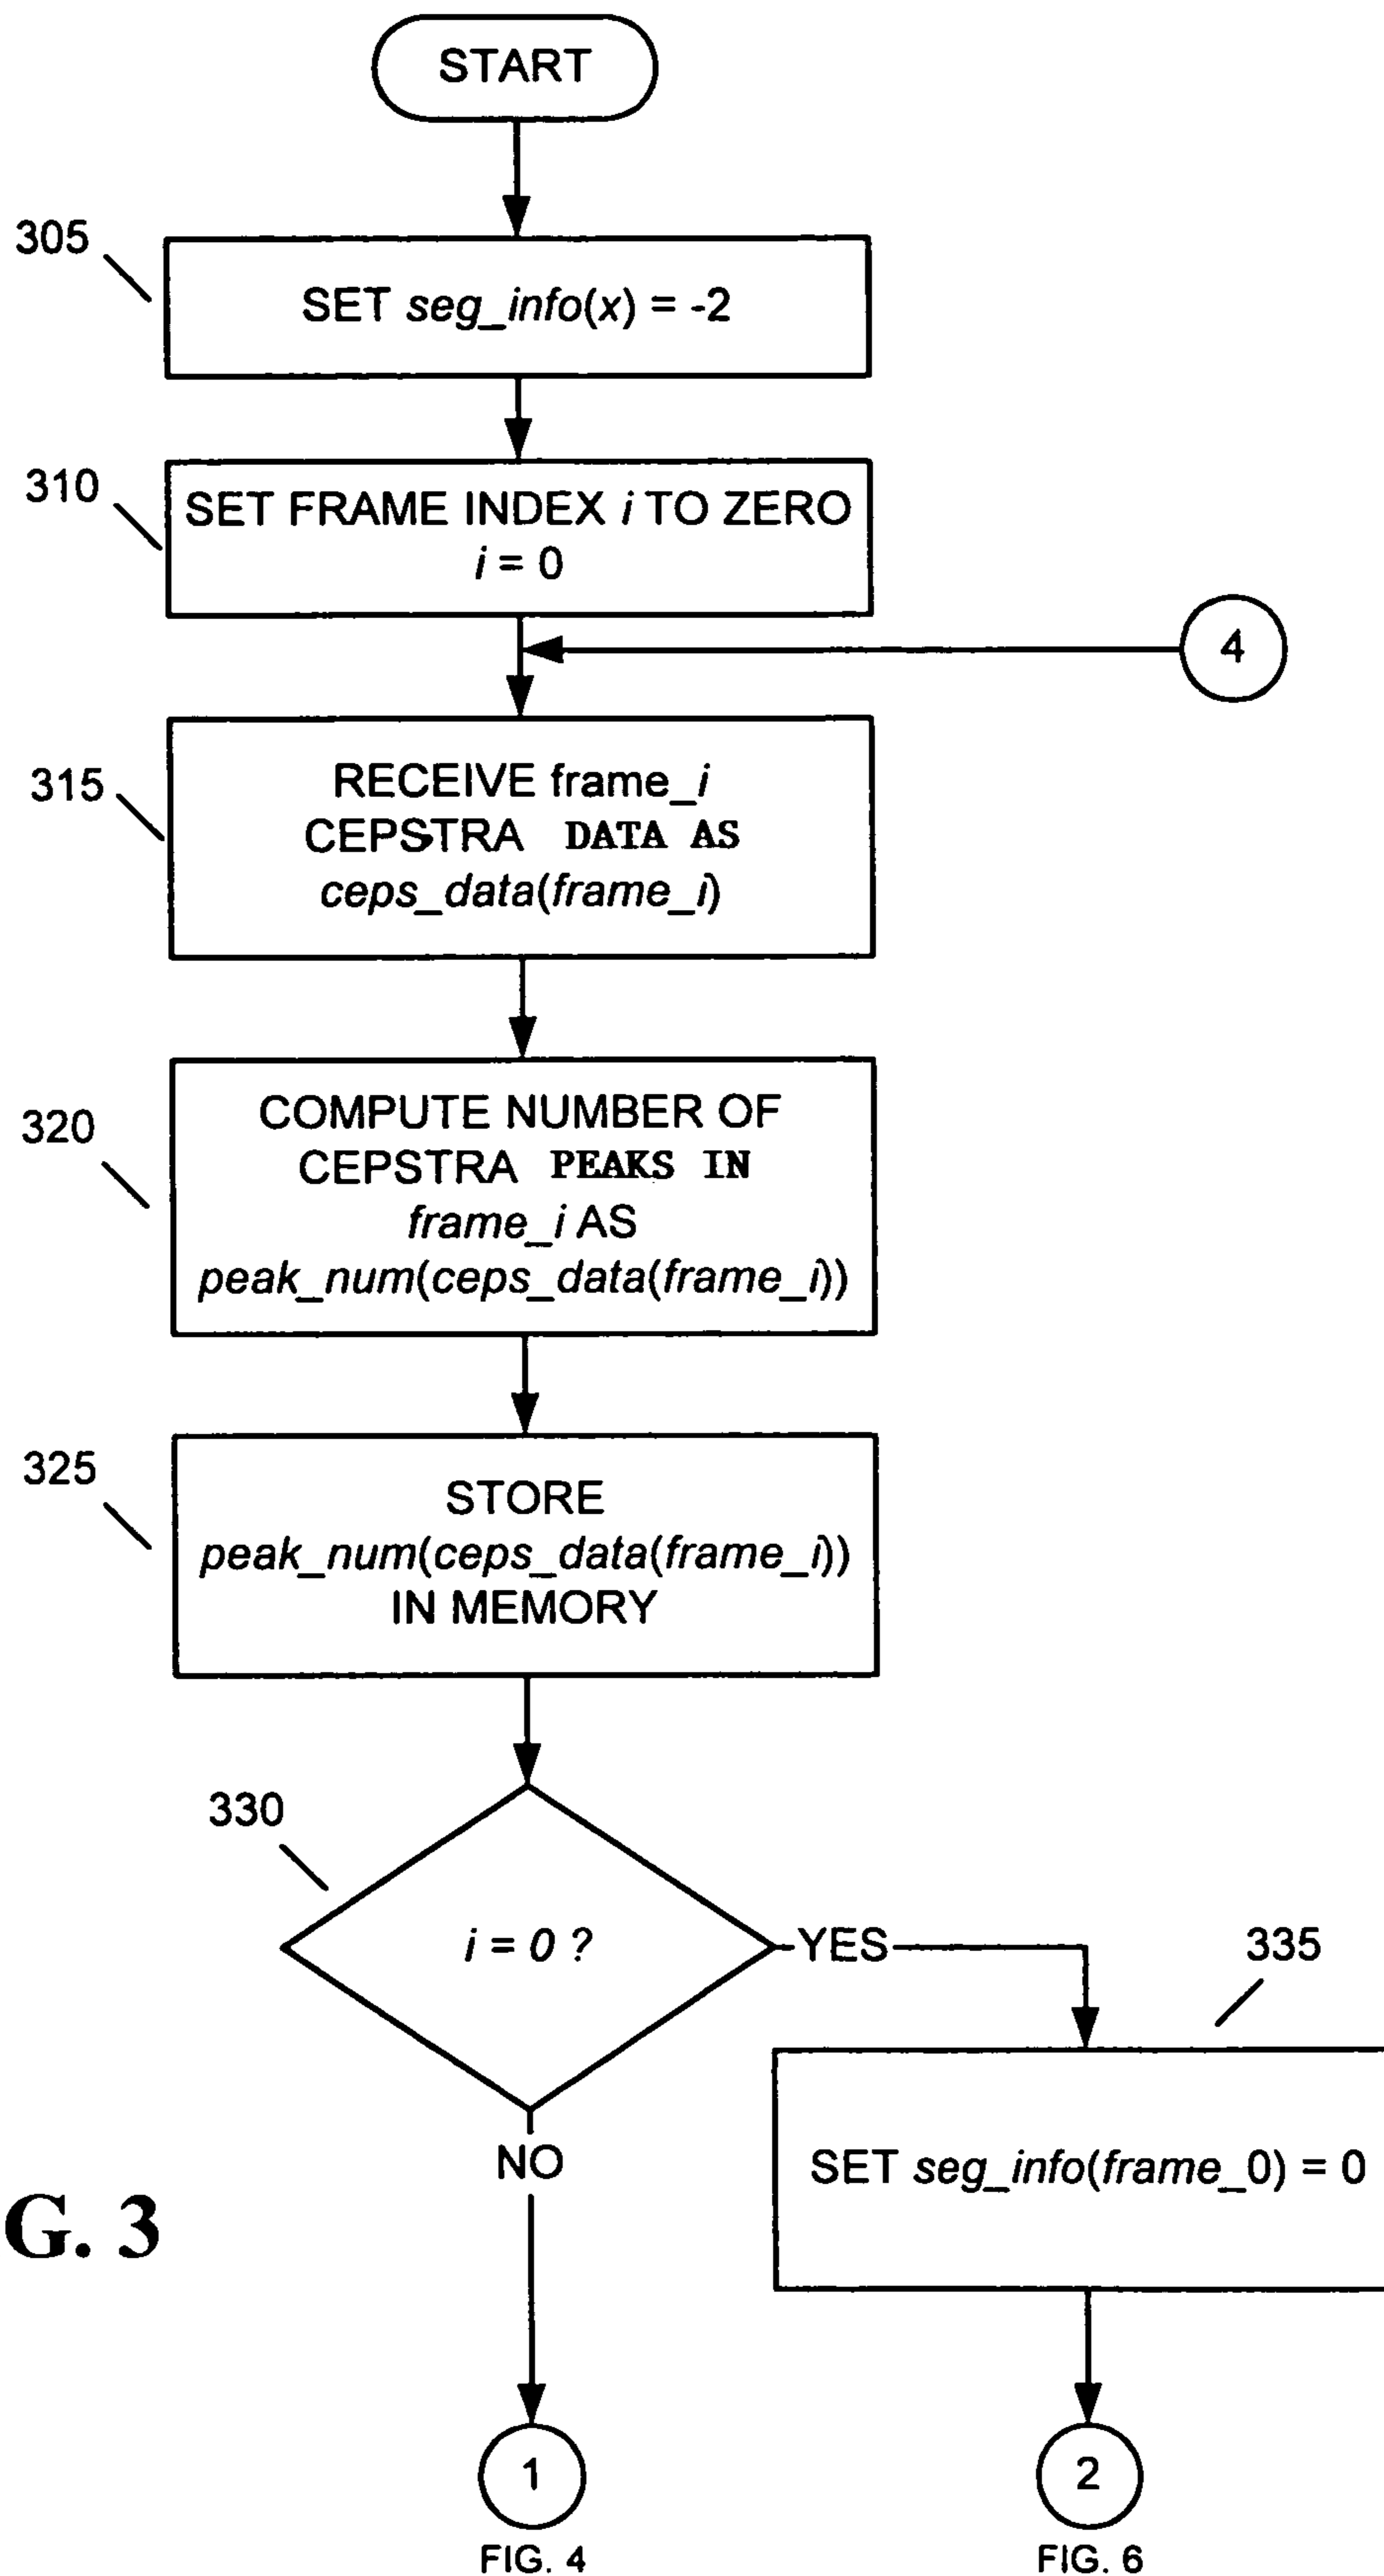 START
305
SET seg_info(x) = -2
310
SET FRAME INDEX i TO ZERO
i = 0
4
315
RECEIVE frame_i
CEPSTRA DATA AS
ceps_data(frame_i)
320
COMPUTE NUMBER OF
CEPSTRA PEAKS IN
frame_i AS
peak_num(ceps_data(frame_i))
325
STORE
peak_num(ceps_data(frame_i))
IN MEMORY
330
i = 0 ?
YES
335
NO
SET seg_info(frame_0) = 0
G. 3
1
2
FIG. 4
FIG. 6